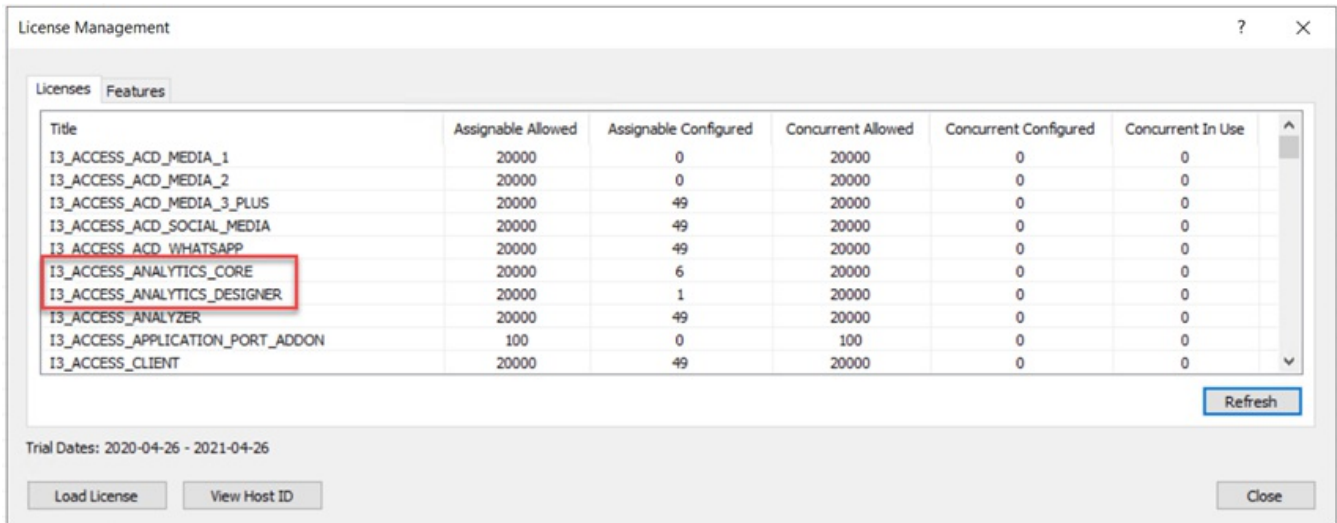 License Management ?
Licenses Features
Title Assignable Allowed Assignable Configured Concurrent Allowed Concurrent Configured Concurrent In Use
I3_ACCESS_ACD_MEDIA_1 20000 0 20000 0 0
I3_ACCESS_ACD_MEDIA_2 20000 0 20000 0 0
I3_ACCESS_ACD_MEDIA_3_PLUS 20000 49 20000 0 0
I3_ACCESS_ACD_SOCIAL_MEDIA 20000 49 20000 0 0
I3_ACCESS_ACD_WHATSAPP 20000 49 20000 0 0
I3_ACCESS_ANALYTICS_CORE 20000 6 20000 0 0
I3_ACCESS_ANALYTICS_DESIGNER 20000 1 20000 0 0
I3_ACCESS_ANALYZER 20000 49 20000 0 0
I3_ACCESS_APPLICATION_PORT_ADDON 100 0 100 0 0
I3_ACCESS_CLIENT 20000 49 20000 0 0
Refresh
Trial Dates: 2020-04-26 - 2021-04-26
Load License View Host ID Close